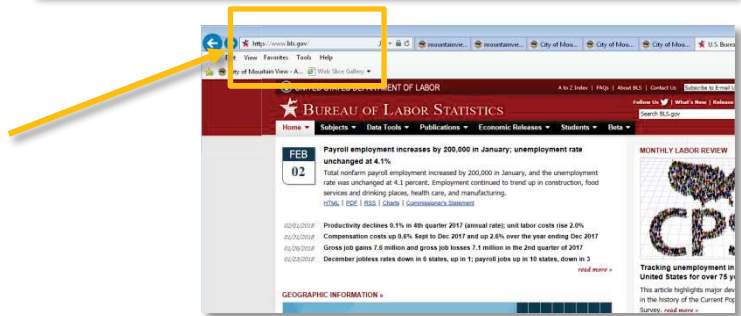 https://www.bls.gov/
mountainvie... mountainvie... City of Mou... City of Mou... City of Mou... U.S. Burea
View Favorites Tools Help
of Mountain View - A... Web Slice Gallery
UNITED STATES DEPARTMENT OF LABOR
A to Z Index | FAQs | About BLS | Contact Us Subscribe to E-mail U
BUREAU OF LABOR STATISTICS
Follow Us | What's New | Release
Search BLS.gov
Home Subjects Data Tools Publications Economic Releases Students Beta
FEB
02
Payroll employment increases by 200,000 in January; unemployment rate
unchanged at 4.1%
Total nonfarm payroll employment increased by 200,000 in January, and the unemployment
rate was unchanged at 4.1 percent. Employment continued to trend up in construction, food
services and drinking places, health care, and manufacturing.
HTML | PDF | RSS | Charts | Commissioner's Statement
02/01/2018 Productivity declines 0.1% in 4th quarter 2017 (annual rate); unit labor costs rise 2.0%
01/31/2018 Compensation costs up 0.6% Sept to Dec 2017 and up 2.6% over the year ending Dec 2017
01/26/2018 Gross job gains 7.6 million and gross job losses 7.1 million in the 2nd quarter of 2017
01/23/2018 December jobless rates down in 6 states, up in 1; payroll jobs up in 10 states, down in 3
read more »
GEOGRAPHIC INFORMATION »
MONTHLY LABOR REVIEW
CPS
Tracking unemployment in
United States for over 75 y
This article highlights major dev
in the history of the Current Pop
Survey. read more »